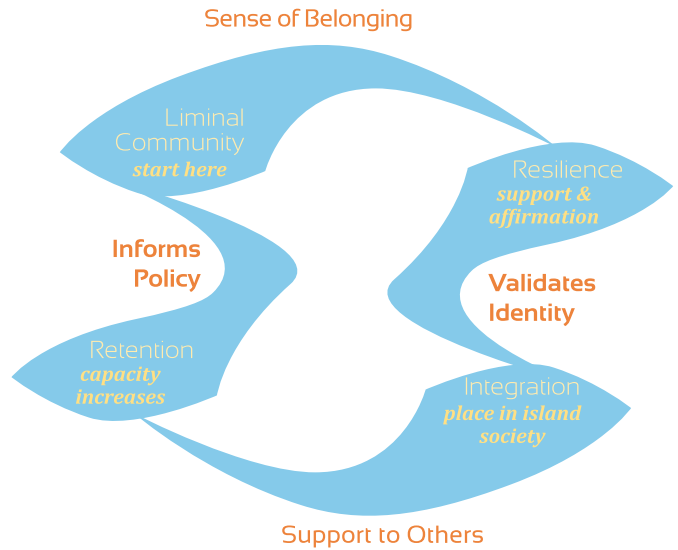 Sense of Belonging
Liminal
Community
start here
Resilience
support &
affirmation
Informs
Policy
Validates
Identity
Retention
capacity
increases
Integration
place in island
society
Support to Others